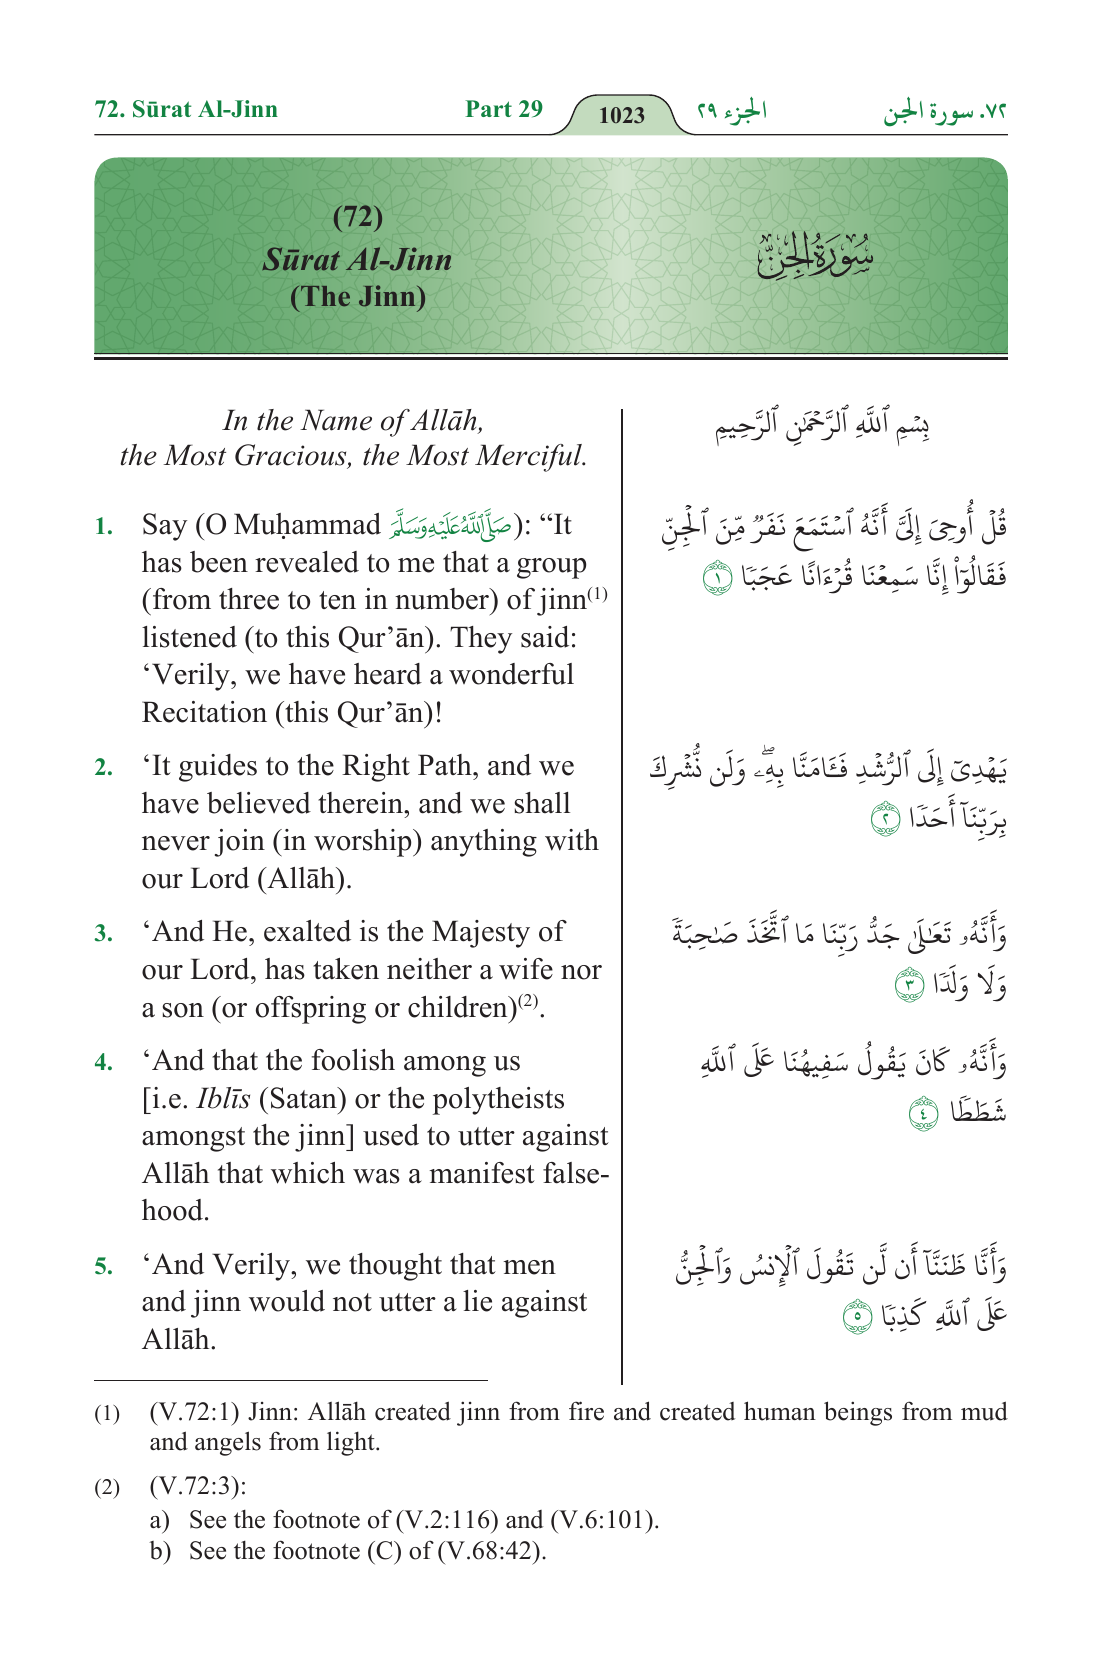 72. Sūrat Al-Jinn Part 29 1023 الجزء ٢٩ ٧٢. سورة الجن
(72)
Sūrat Al-Jinn
(The Jinn)
سُورَةُ الجِنِّ
In the Name of Allāh,
the Most Gracious, the Most Merciful.
بِسْمِ ٱللَّهِ ٱلرَّحْمَٰنِ ٱلرَّحِيمِ
1. Say (O Muḥammad صَلَّى ٱللَّهُ عَلَيْهِ وَسَلَّمَ): “It
has been revealed to me that a group
(from three to ten in number) of jinn(1)
listened (to this Qur’ān). They said:
‘Verily, we have heard a wonderful
Recitation (this Qur’ān)!
قُلْ أُوحِىَ إِلَىَّ أَنَّهُ ٱسْتَمَعَ نَفَرٌ مِّنَ ٱلْجِنِّ
فَقَالُوٓا۟ إِنَّا سَمِعْنَا قُرْءَانًا عَجَبًا ١
2. ‘It guides to the Right Path, and we
have believed therein, and we shall
never join (in worship) anything with
our Lord (Allāh).
يَهْدِىٓ إِلَى ٱلرُّشْدِ فَـَٔامَنَّا بِهِۦ ۖ وَلَن نُّشْرِكَ
بِرَبِّنَآ أَحَدًا ٢
3. ‘And He, exalted is the Majesty of
our Lord, has taken neither a wife nor
a son (or offspring or children)(2).
وَأَنَّهُۥ تَعَـٰلَىٰ جَدُّ رَبِّنَا مَا ٱتَّخَذَ صَـٰحِبَةً
وَلَا وَلَدًا ٣
4. ‘And that the foolish among us
[i.e. Iblīs (Satan) or the polytheists
amongst the jinn] used to utter against
Allāh that which was a manifest false-
hood.
وَأَنَّهُۥ كَانَ يَقُولُ سَفِيهُنَا عَلَى ٱللَّهِ
شَطَطًا ٤
5. ‘And Verily, we thought that men
and jinn would not utter a lie against
Allāh.
وَأَنَّا ظَنَنَّآ أَن لَّن تَقُولَ ٱلْإِنسُ وَٱلْجِنُّ
عَلَى ٱللَّهِ كَذِبًا ٥
(1) (V.72:1) Jinn: Allāh created jinn from fire and created human beings from mud
and angels from light.
(2) (V.72:3):
a) See the footnote of (V.2:116) and (V.6:101).
b) See the footnote (C) of (V.68:42).